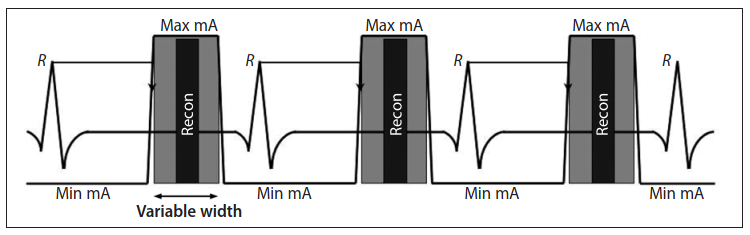 Max mA Max mA Max mA
R R R R
Recon Recon Recon
Min mA Min mA Min mA Min mA
Variable width